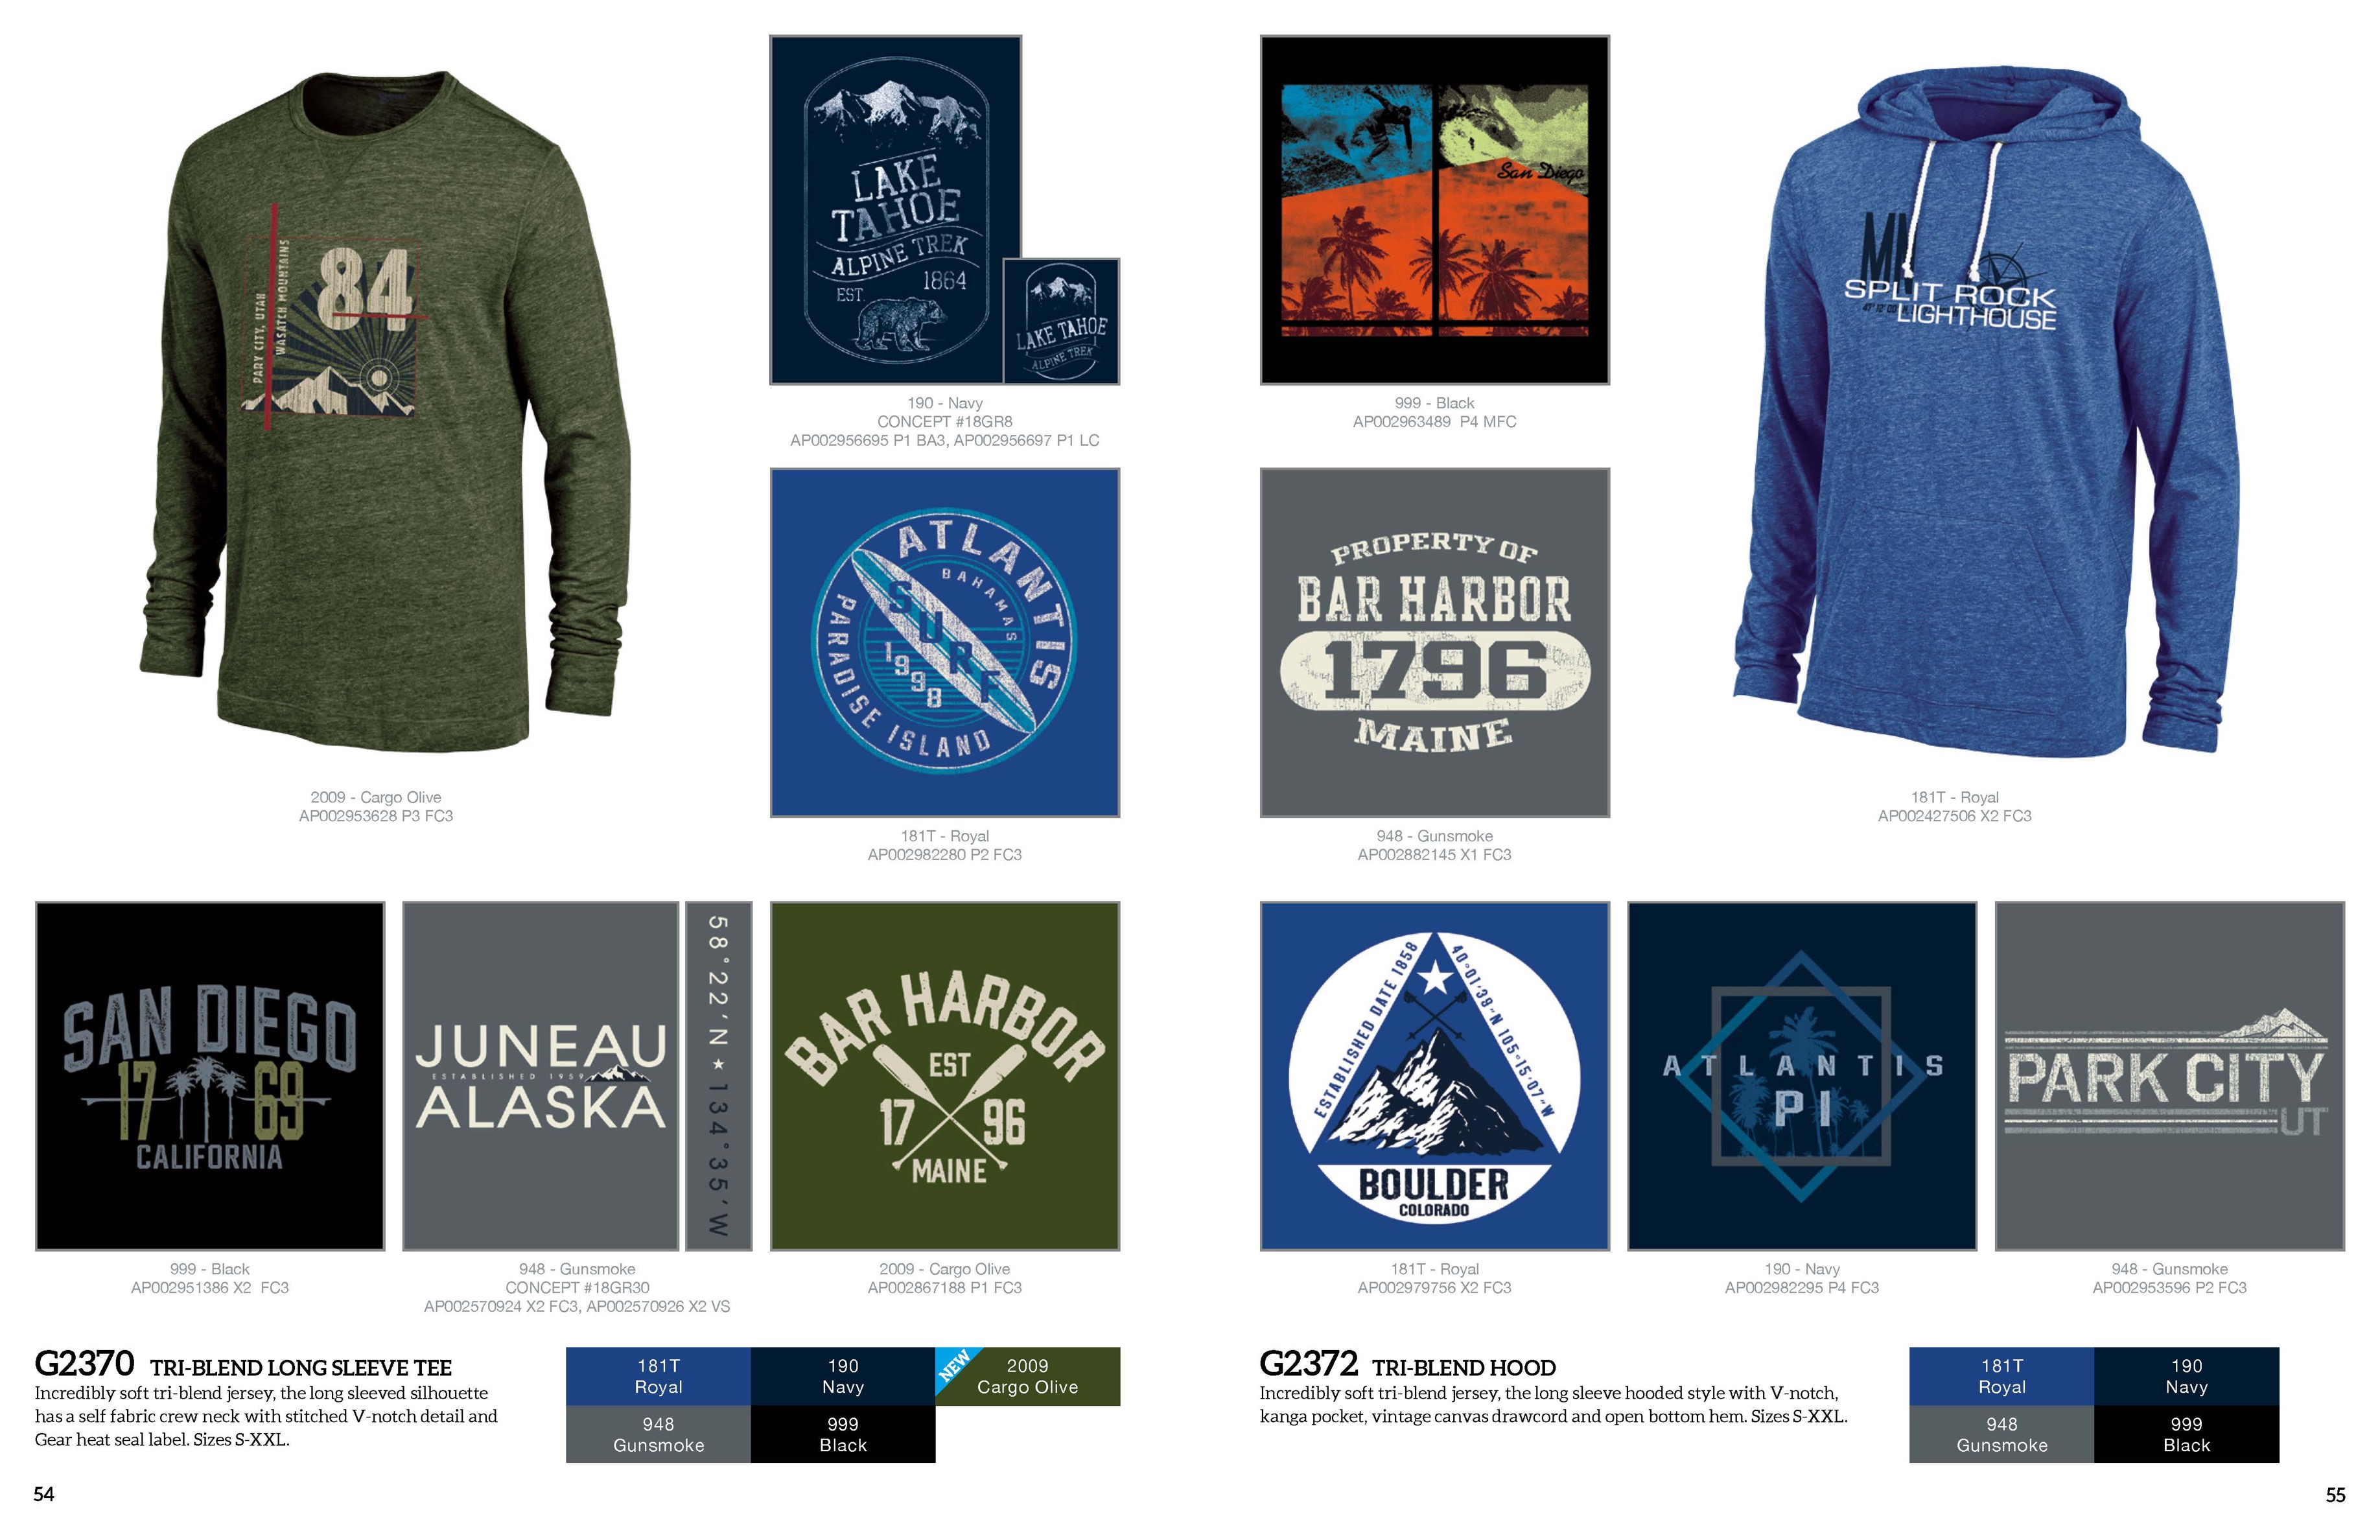 84
PARK CITY, UTAH
WASATCH MOUNTAINS
2009 - Cargo Olive
AP002953628 P3 FC3
LAKE
TAHOE
ALPINE TREK
EST. 1864
LAKE TAHOE
ALPINE TREK
190 - Navy
CONCEPT #18GR8
AP002956695 P1 BA3, AP002956697 P1 LC
ATLANTIS
BAHAMAS
SURF
1998
PARADISE ISLAND
181T - Royal
AP002982280 P2 FC3
SAN DIEGO
17 69
CALIFORNIA
999 - Black
AP002951386 X2  FC3
JUNEAU
ESTABLISHED 1959
ALASKA
58°22'N ★ 134°35'W
948 - Gunsmoke
CONCEPT #18GR30
AP002570924 X2 FC3, AP002570926 X2 VS
BAR HARBOR
EST
17 96
MAINE
2009 - Cargo Olive
AP002867188 P1 FC3
G2370 TRI-BLEND LONG SLEEVE TEE
Incredibly soft tri-blend jersey, the long sleeved silhouette
has a self fabric crew neck with stitched V-notch detail and
Gear heat seal label. Sizes S-XXL.
181T
Royal
190
Navy
NEW
2009
Cargo Olive
948
Gunsmoke
999
Black
54
San Diego
999 - Black
AP002963489  P4 MFC
SPLIT ROCK
LIGHTHOUSE
181T - Royal
AP002427506 X2 FC3
PROPERTY OF
BAR HARBOR
1796
MAINE
948 - Gunsmoke
AP002882145 X1 FC3
ESTABLISHED DATE 1858
40°01'39"N 105°15'07"W
BOULDER
COLORADO
181T - Royal
AP002979756 X2 FC3
ATLANTIS
PI
190 - Navy
AP002982295 P4 FC3
PARK CITY
UT
948 - Gunsmoke
AP002953596 P2 FC3
G2372 TRI-BLEND HOOD
Incredibly soft tri-blend jersey, the long sleeve hooded style with V-notch,
kanga pocket, vintage canvas drawcord and open bottom hem. Sizes S-XXL.
181T
Royal
190
Navy
948
Gunsmoke
999
Black
55